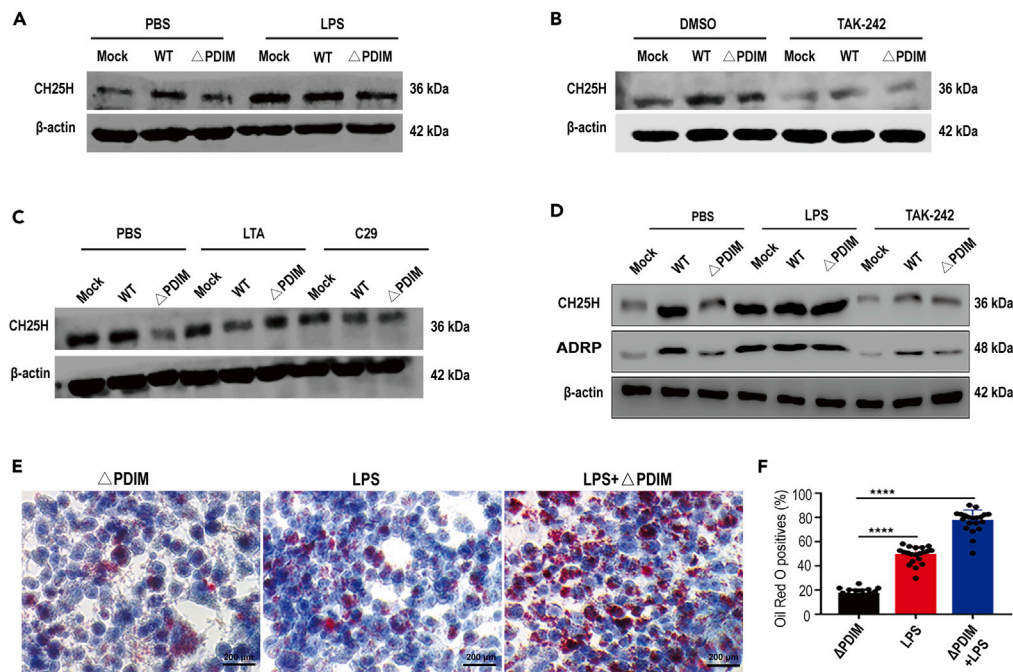 A
PBS LPS
Mock WT △PDIM Mock WT △PDIM
CH25H 36 kDa
β-actin 42 kDa
B
DMSO TAK-242
Mock WT △PDIM Mock WT △PDIM
CH25H 36 kDa
β-actin 42 kDa
C
PBS LTA C29
Mock WT △PDIM Mock WT △PDIM Mock WT △PDIM
CH25H 36 kDa
β-actin 42 kDa
D
PBS LPS TAK-242
Mock WT △PDIM Mock WT △PDIM Mock WT △PDIM
CH25H 36 kDa
ADRP 48 kDa
β-actin 42 kDa
E
△PDIM LPS LPS+△PDIM
200 μm 200 μm 200 μm
F
Oil Red O positives (%)
100
80
60
40
20
0
**** 
****
ΔPDIM LPS ΔPDIM
+LPS